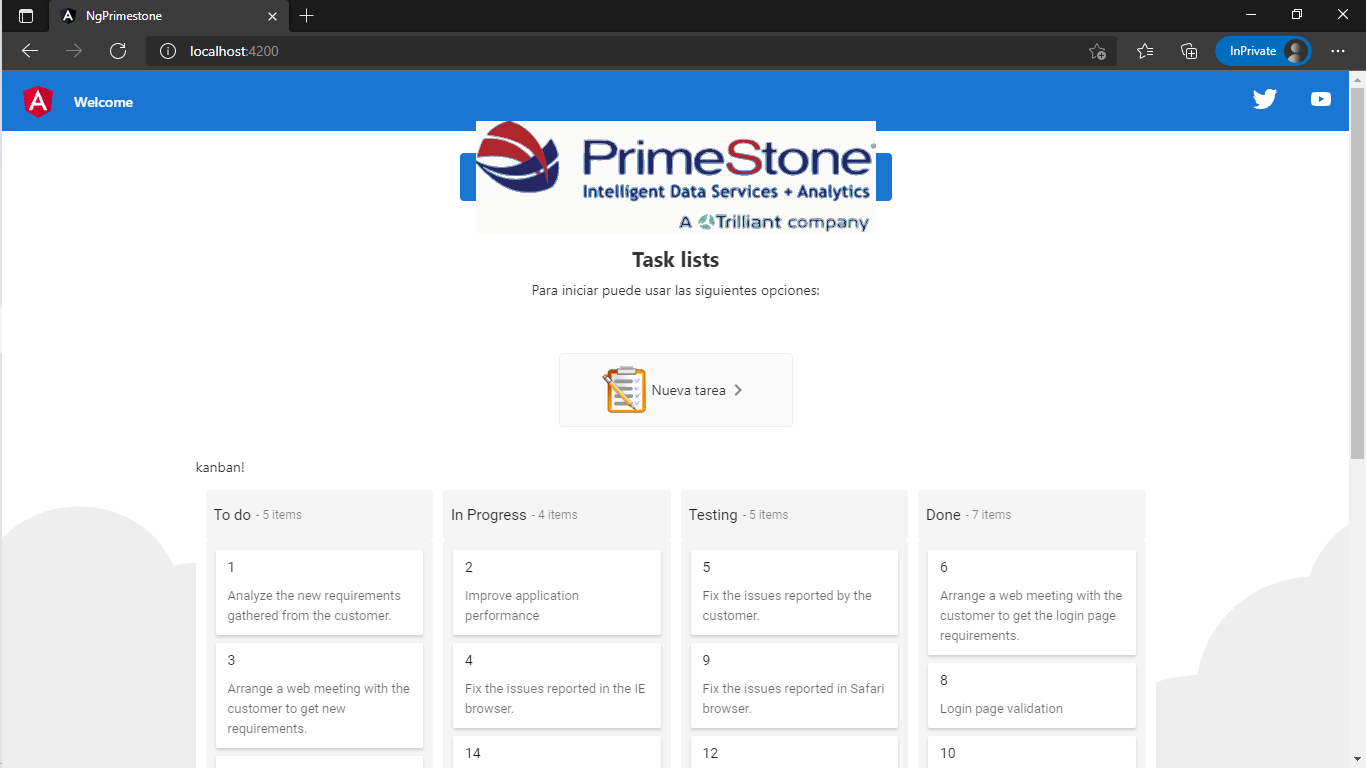 NgPrimestone
localhost:4200
InPrivate
Welcome
PrimeStone
Intelligent Data Services + Analytics
A Trilliant company
Task lists
Para iniciar puede usar las siguientes opciones:
Nueva tarea
kanban!
To do - 5 items
1
Analyze the new requirements
gathered from the customer.
3
Arrange a web meeting with the
customer to get new
requirements.
In Progress - 4 items
2
Improve application
performance
4
Fix the issues reported in the IE
browser.
14
Testing - 5 items
5
Fix the issues reported by the
customer.
9
Fix the issues reported in Safari
browser.
12
Done - 7 items
6
Arrange a web meeting with the
customer to get the login page
requirements.
8
Login page validation
10